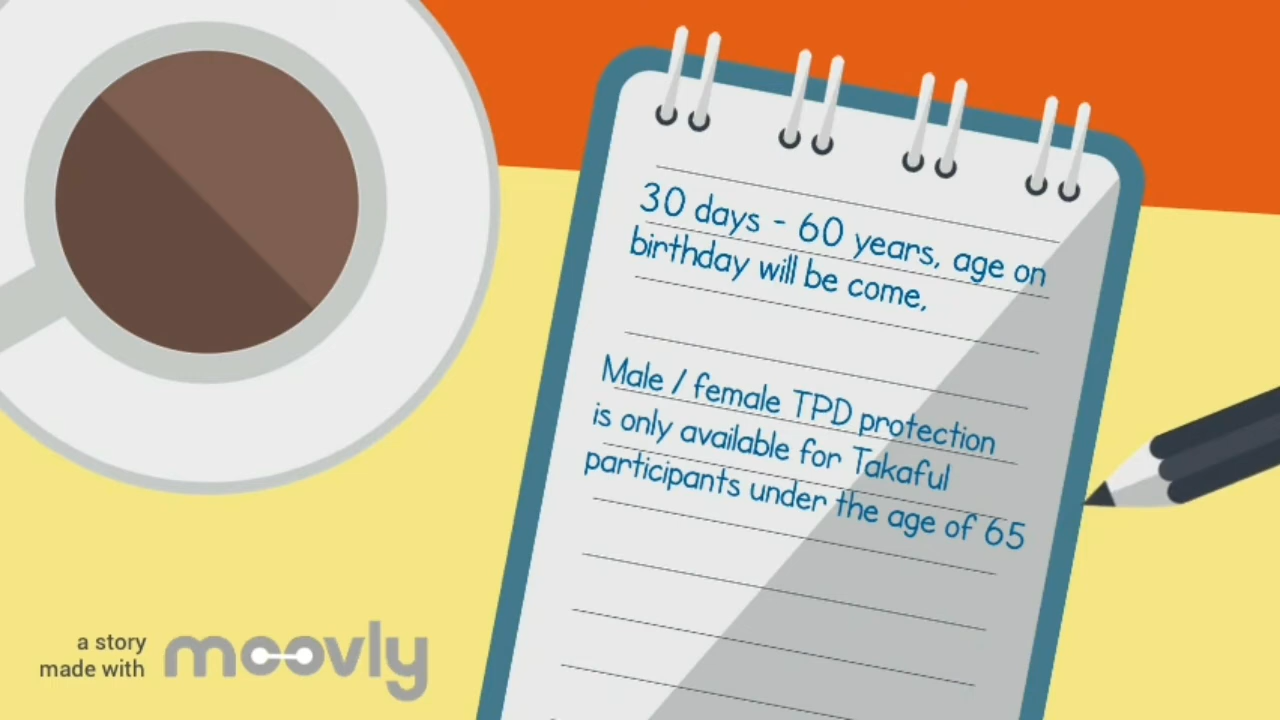 30 days - 60 years, age on
birthday will be come,
Male / female TPD protection
is only available for Takaful
participants under the age of 65
a story
made with
moovly